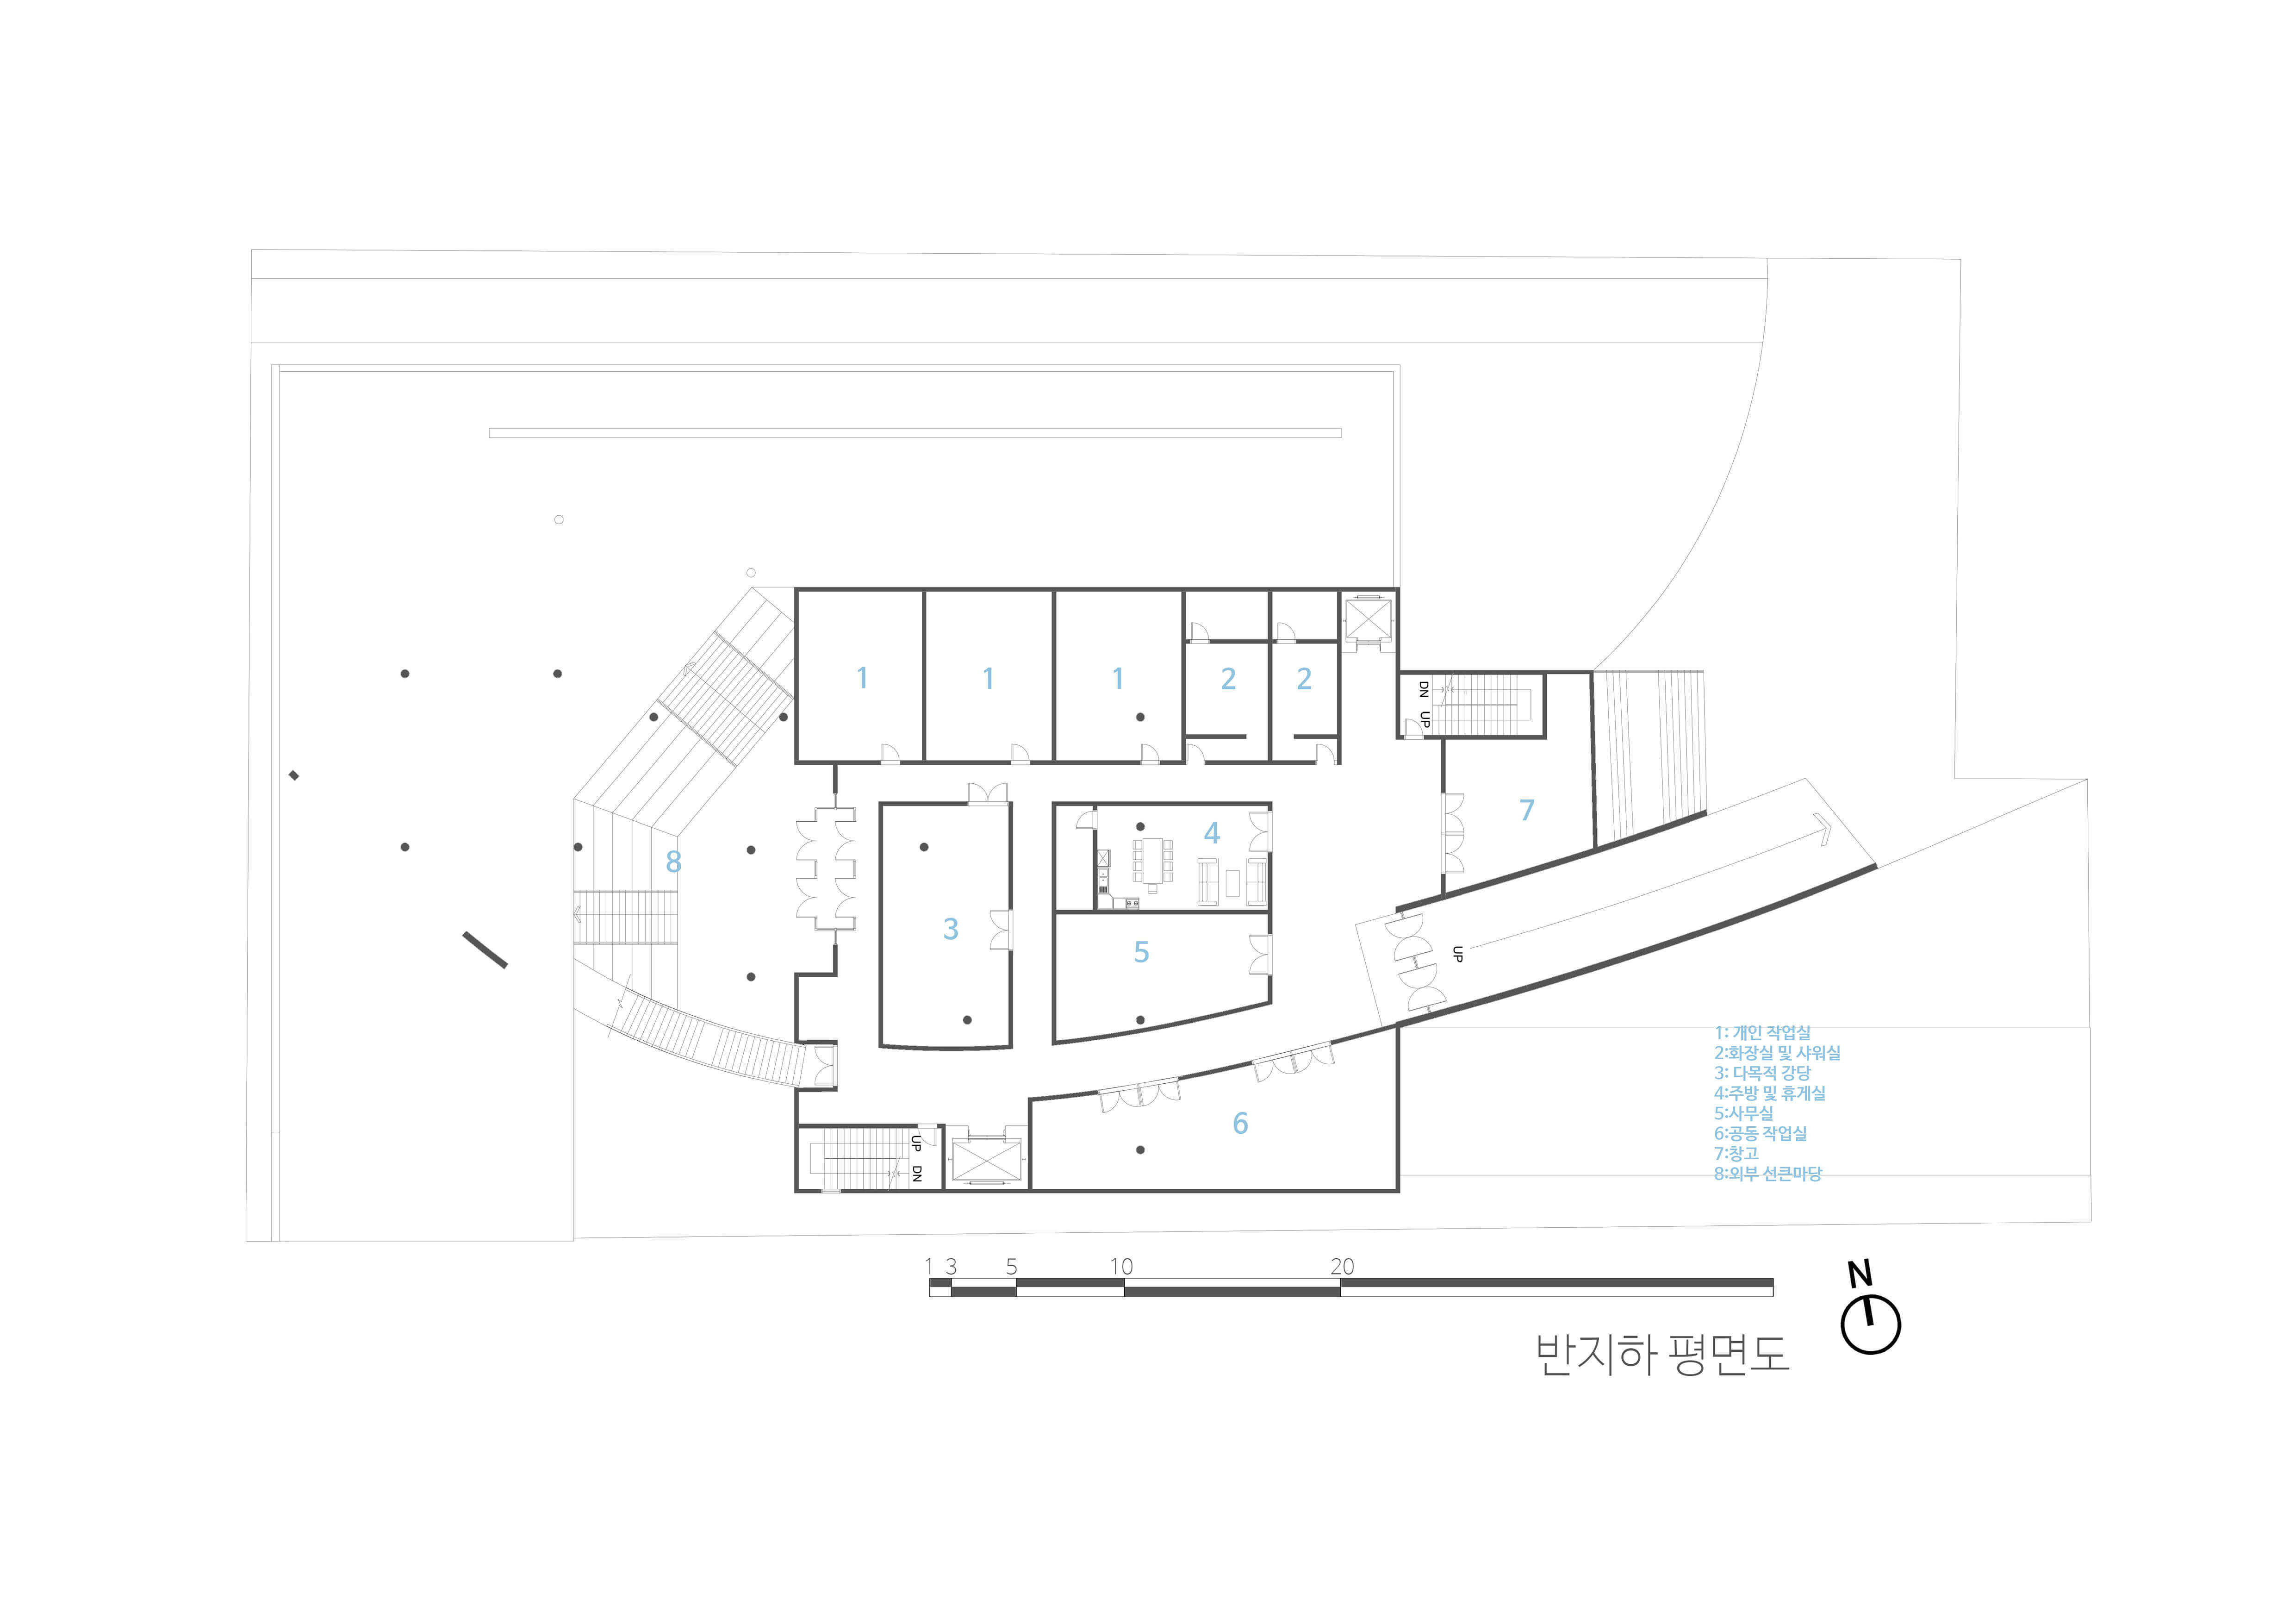 1
1
1
2
2
DN
UP
7
4
8
3
5
UP
6
UP
DN
1: 개인 작업실
2:화장실 및 샤워실
3: 다목적 강당
4:주방 및 휴게실
5:사무실
6:공동 작업실
7:창고
8:외부 선큰마당
1 3 5 10 20
N
반지하 평면도